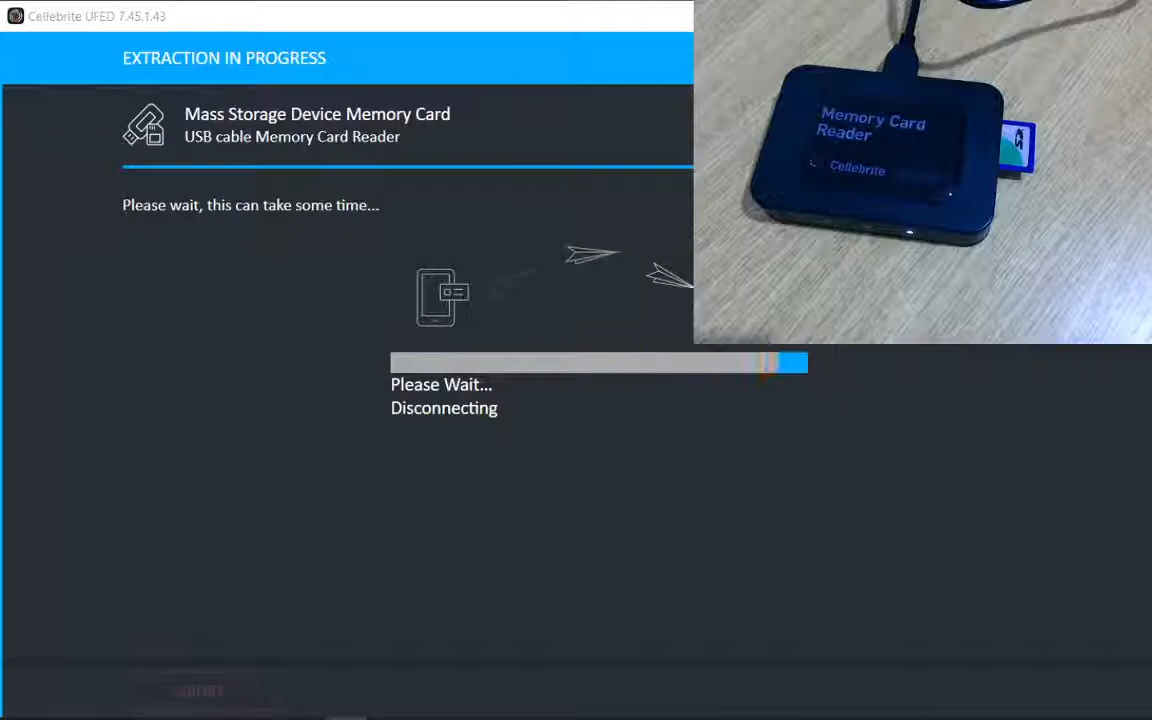 Cellebrite UFED 7.45.1.43
EXTRACTION IN PROGRESS
Mass Storage Device Memory Card
USB cable Memory Card Reader
Please wait, this can take some time...
Please Wait...
Disconnecting
Memory Card
Reader
Cellebrite